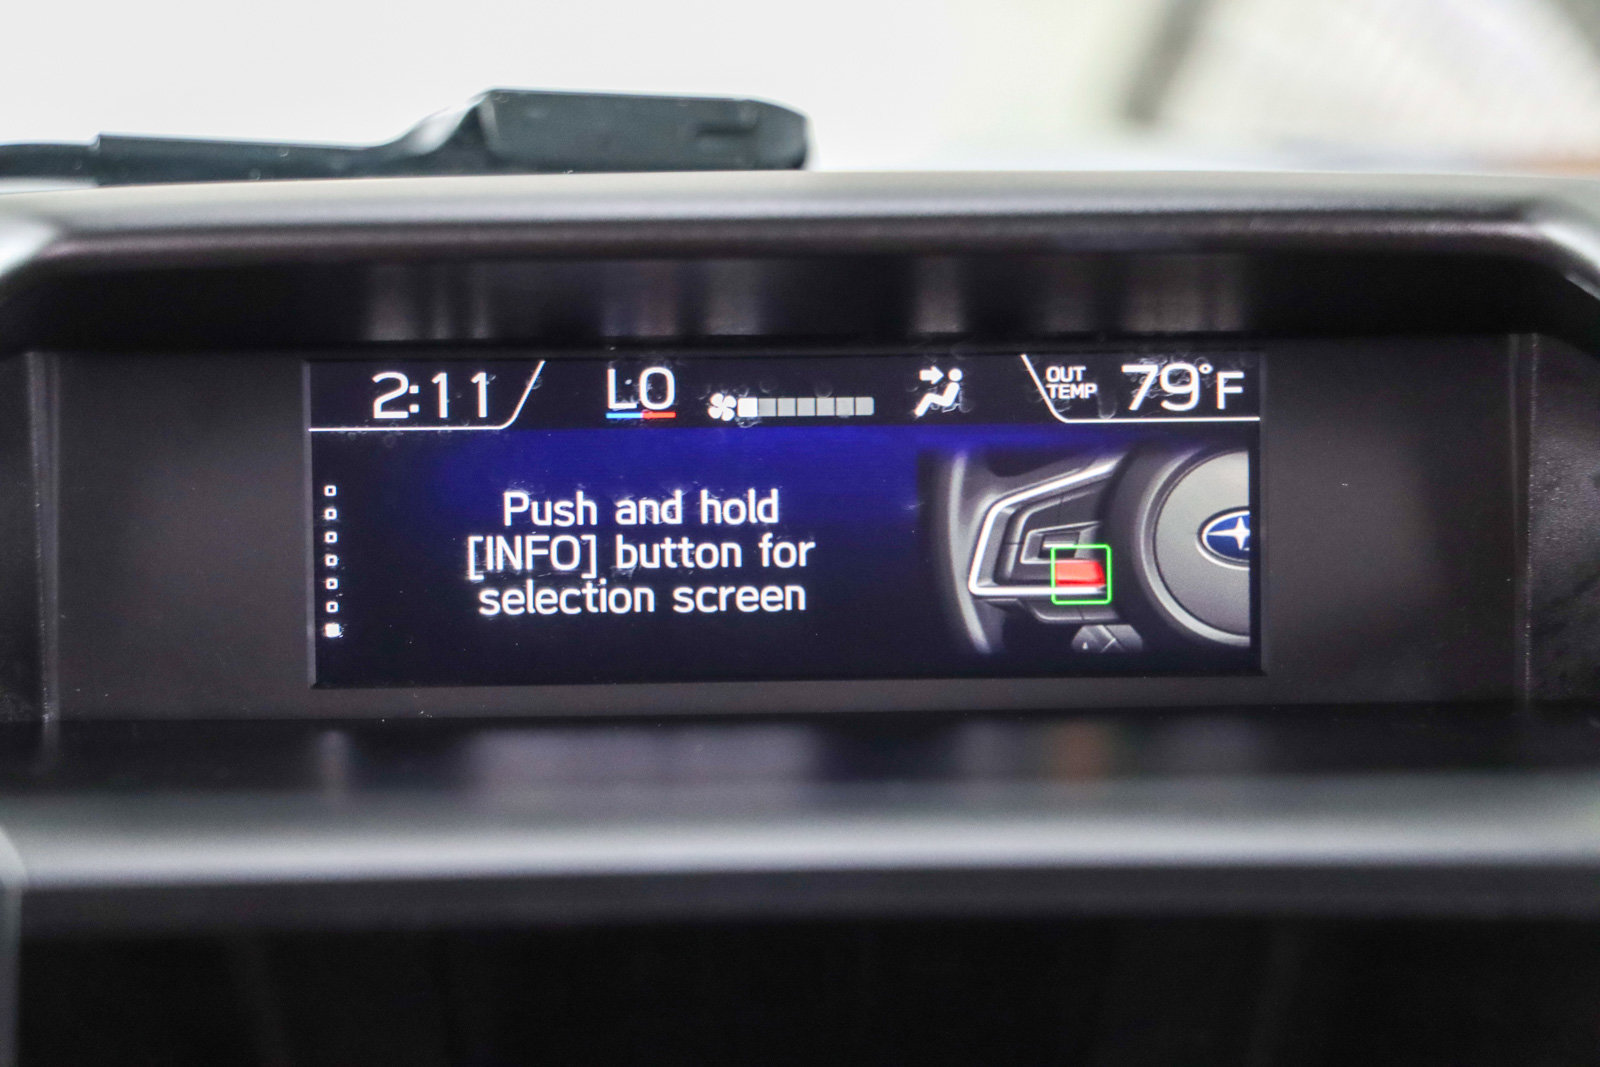 2:11 LO OUT TEMP 79°F
Push and hold
[INFO] button for
selection screen